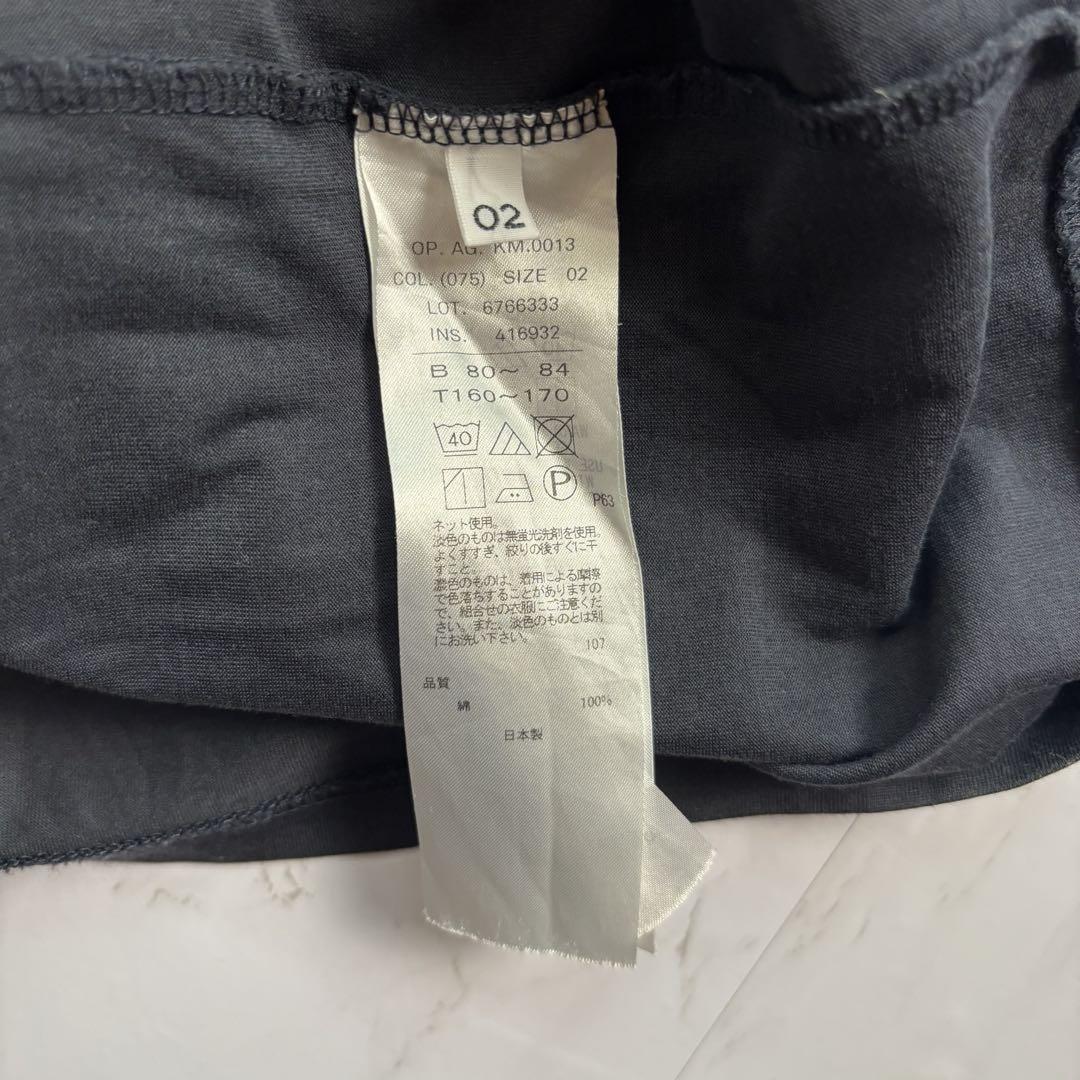 02
OP. AG. KM.0013
COL. (075) SIZE 02
LOT. 6766333
INS. 416932
B 80～ 84
T160～170
40
P
P63
ネット使用。
淡色のものは無蛍光洗剤を使用。
よくすすぎ、絞りの後すぐに干
すこと。
濃色のものは、着用による摩擦
で色落ちすることがありますの
で、組合せの衣服にご注意くだ
さい。また、淡色のものとは別
にお洗い下さい。
107
品質
綿 100%
日本製